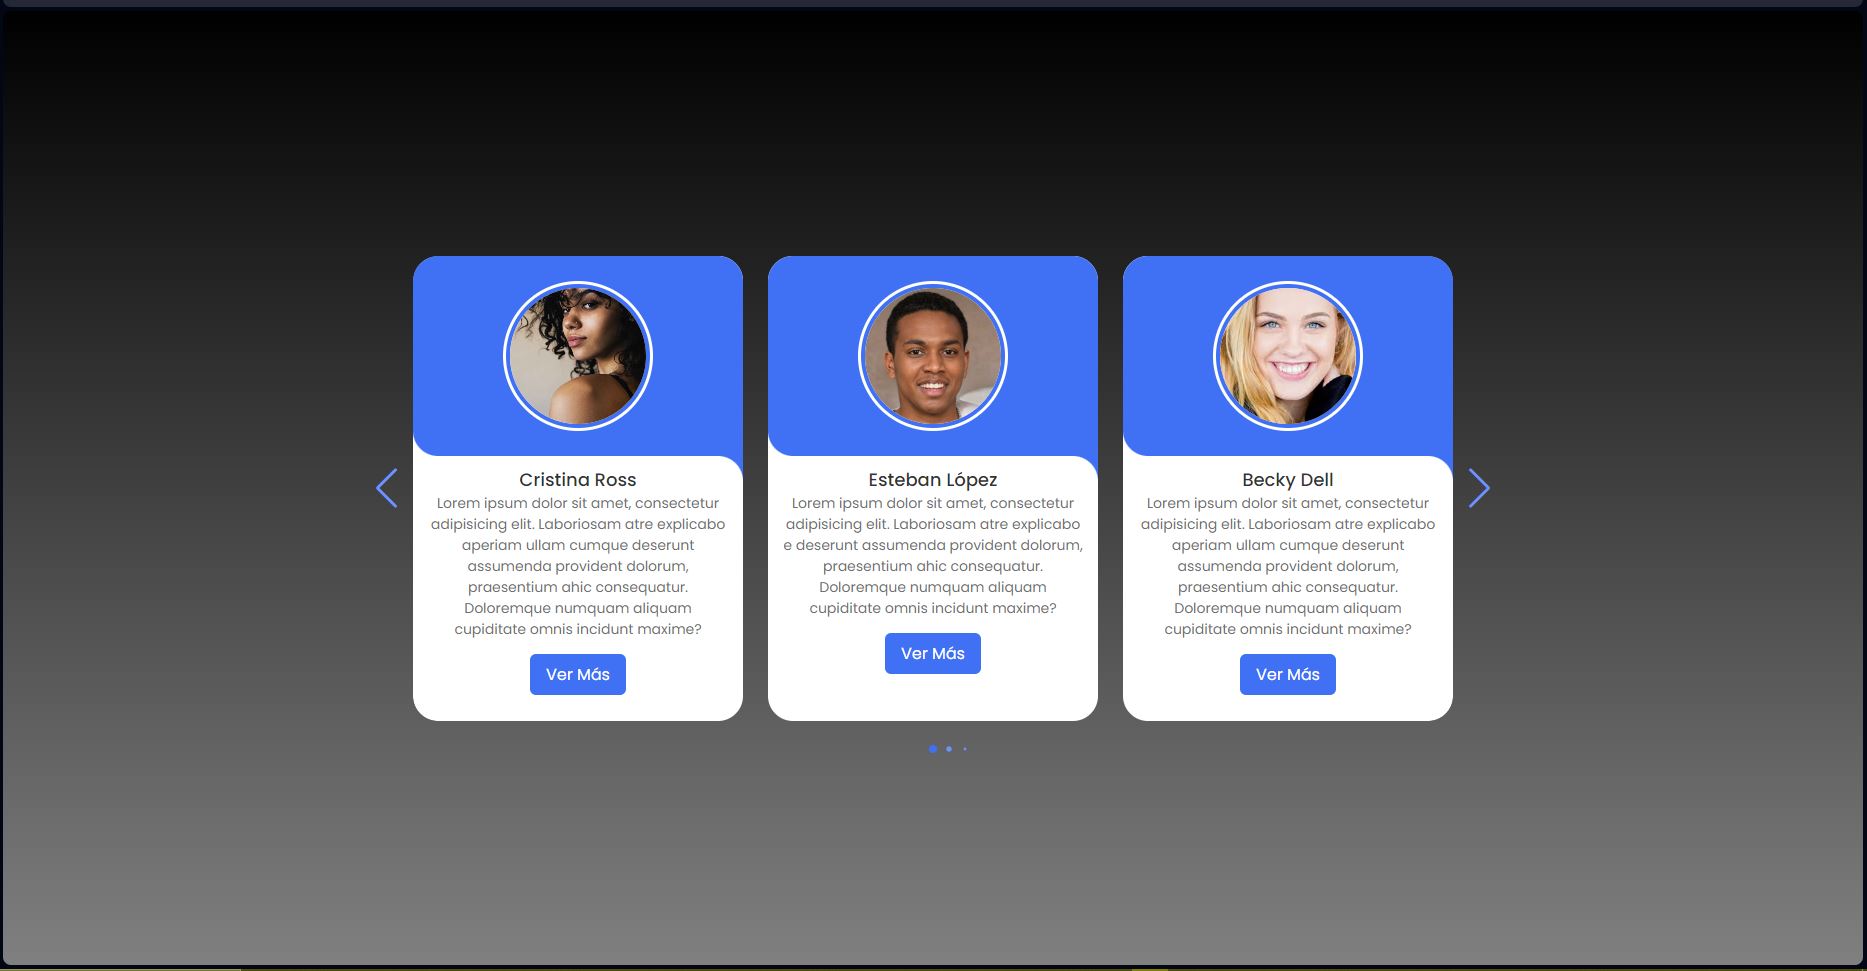 Cristina Ross
Lorem ipsum dolor sit amet, consectetur
adipisicing elit. Laboriosam atre explicabo
aperiam ullam cumque deserunt
assumenda provident dolorum,
praesentium ahic consequatur.
Doloremque numquam aliquam
cupiditate omnis incidunt maxime?
Ver Más
Esteban López
Lorem ipsum dolor sit amet, consectetur
adipisicing elit. Laboriosam atre explicabo
e deserunt assumenda provident dolorum,
praesentium ahic consequatur.
Doloremque numquam aliquam
cupiditate omnis incidunt maxime?
Ver Más
Becky Dell
Lorem ipsum dolor sit amet, consectetur
adipisicing elit. Laboriosam atre explicabo
aperiam ullam cumque deserunt
assumenda provident dolorum,
praesentium ahic consequatur.
Doloremque numquam aliquam
cupiditate omnis incidunt maxime?
Ver Más